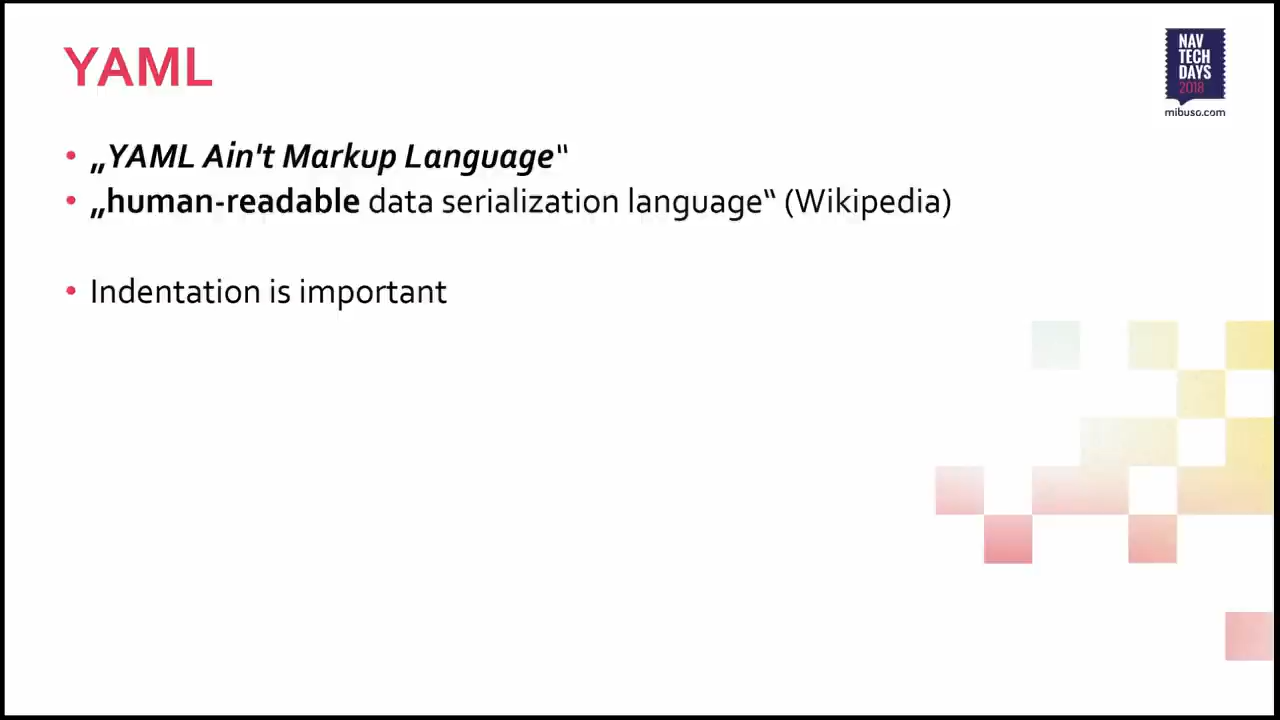 YAML
NAV
TECH
DAYS
2018
mibuso.com
• „YAML Ain't Markup Language“
• „human-readable data serialization language“ (Wikipedia)
• Indentation is important